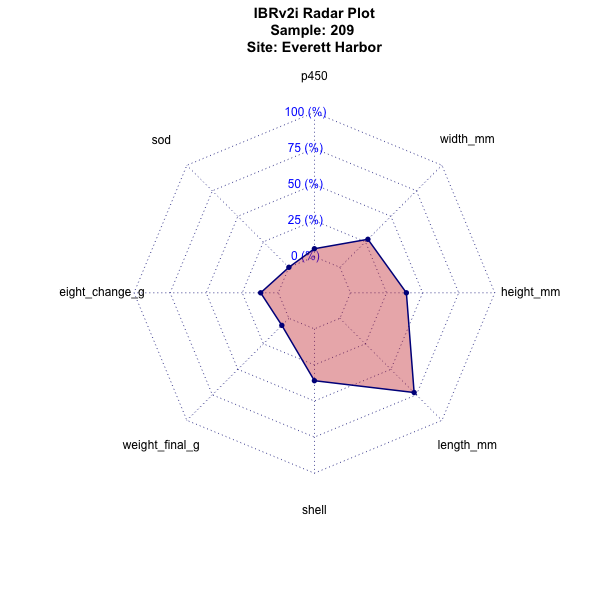 IBRv2i Radar Plot
Sample: 209
Site: Everett Harbor
p450
100 (%)
sod
width_mm
75 (%)
50 (%)
25 (%)
0 (%)
eight_change_g
height_mm
weight_final_g
length_mm
shell